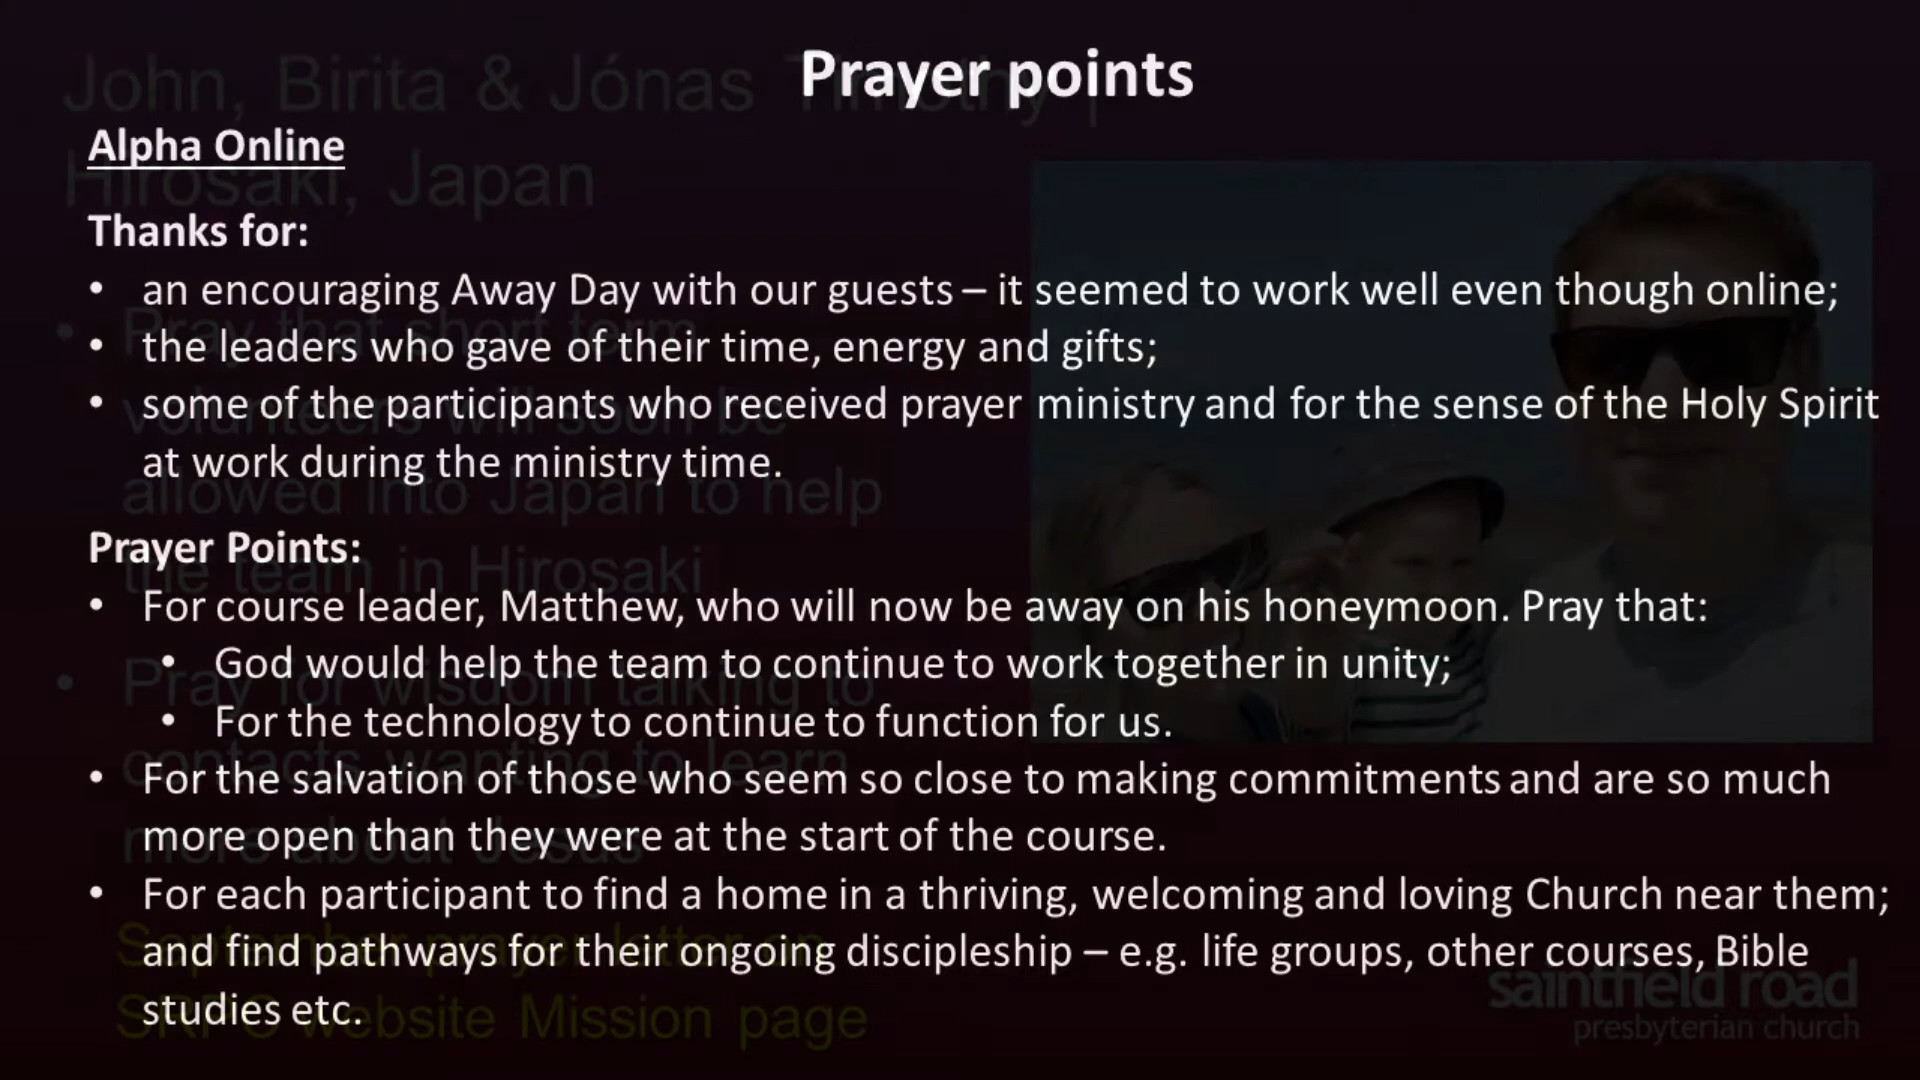 Prayer points
Alpha Online
Thanks for:
• an encouraging Away Day with our guests – it seemed to work well even though online;
• the leaders who gave of their time, energy and gifts;
• some of the participants who received prayer ministry and for the sense of the Holy Spirit
at work during the ministry time.
Prayer Points:
• For course leader, Matthew, who will now be away on his honeymoon. Pray that:
• God would help the team to continue to work together in unity;
• For the technology to continue to function for us.
• For the salvation of those who seem so close to making commitments and are so much
more open than they were at the start of the course.
• For each participant to find a home in a thriving, welcoming and loving Church near them;
and find pathways for their ongoing discipleship – e.g. life groups, other courses, Bible
studies etc.
John, Birita & Jónas Timothy |
Hirosaki, Japan
• Pray that short term
volunteers will soon be
allowed into Japan to help
the team in Hirosaki
• Pray for wisdom talking to
contacts wanting to learn
more about Jesus
September prayer letter on
SRPC website Mission page
saintfield road
presbyterian church